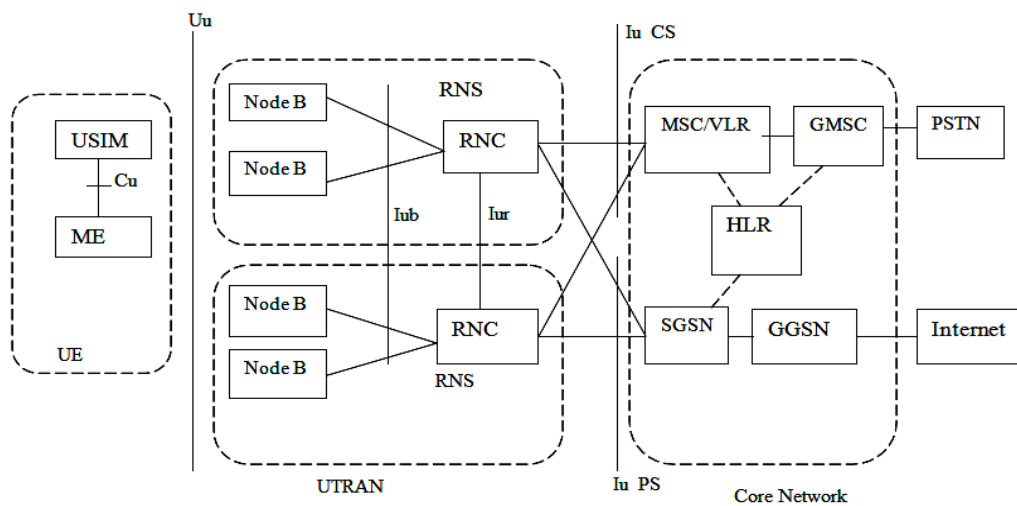 Uu
Iu CS
RNS
Node B
Node B
RNC
MSC/VLR
GMSC
PSTN
USIM
Cu
ME
Iub
Iur
HLR
Node B
Node B
RNC
SGSN
GGSN
Internet
UE
RNS
UTRAN
Iu PS
Core Network